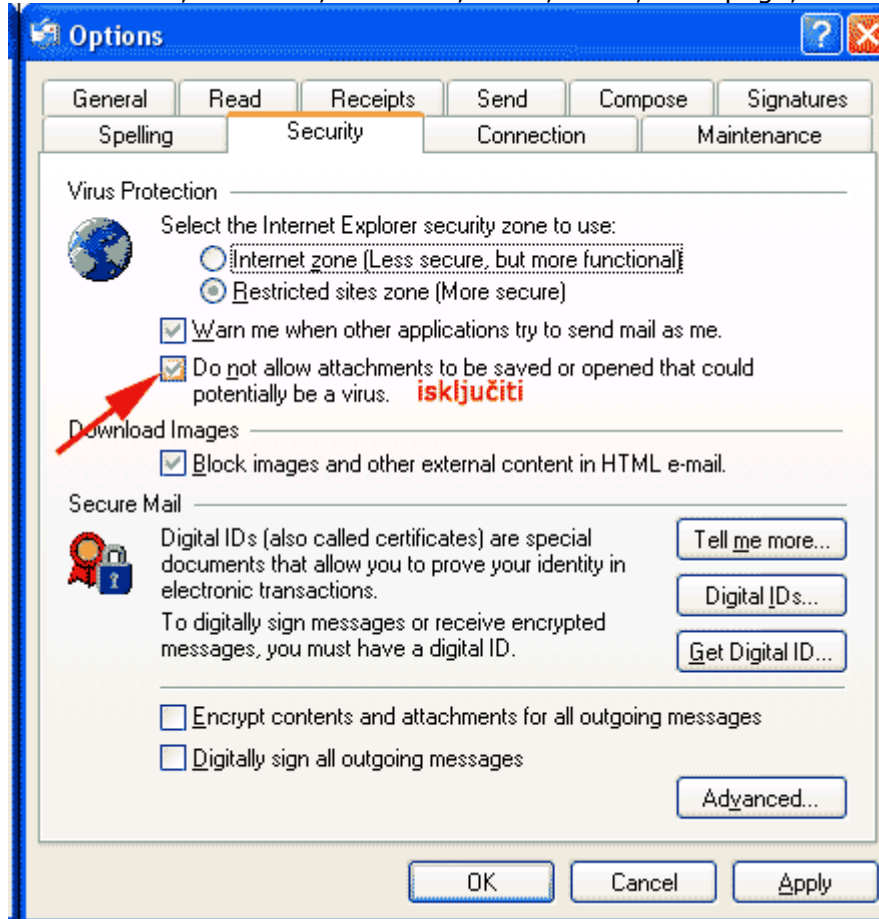 Options
General Read Receipts Send Compose Signatures
Spelling Security Connection Maintenance
Virus Protection
Select the Internet Explorer security zone to use:
Internet zone (Less secure, but more functional)
Restricted sites zone (More secure)
Warn me when other applications try to send mail as me.
Do not allow attachments to be saved or opened that could
potentially be a virus. isključiti
Download Images
Block images and other external content in HTML e-mail.
Secure Mail
Digital IDs (also called certificates) are special
documents that allow you to prove your identity in
electronic transactions.
Tell me more...
Digital IDs...
To digitally sign messages or receive encrypted
messages, you must have a digital ID.
Get Digital ID...
Encrypt contents and attachments for all outgoing messages
Digitally sign all outgoing messages
Advanced...
OK Cancel Apply